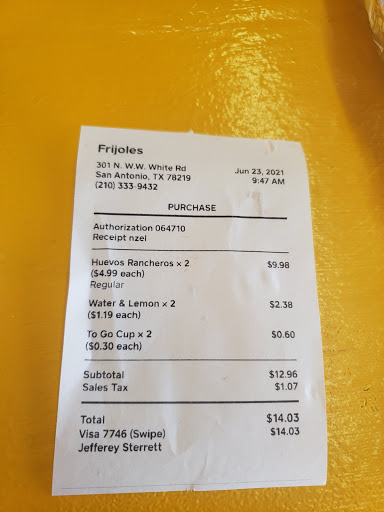 Frijoles
301 N. W.W. White Rd
San Antonio, TX 78219
(210) 333-9432
Jun 23, 2021
9:47 AM
PURCHASE
Authorization 064710
Receipt nzel
Huevos Rancheros × 2 $9.98
($4.99 each)
Regular
Water & Lemon × 2 $2.38
($1.19 each)
To Go Cup × 2 $0.60
($0.30 each)
Subtotal $12.96
Sales Tax $1.07
Total $14.03
Visa 7746 (Swipe) $14.03
Jefferey Sterrett